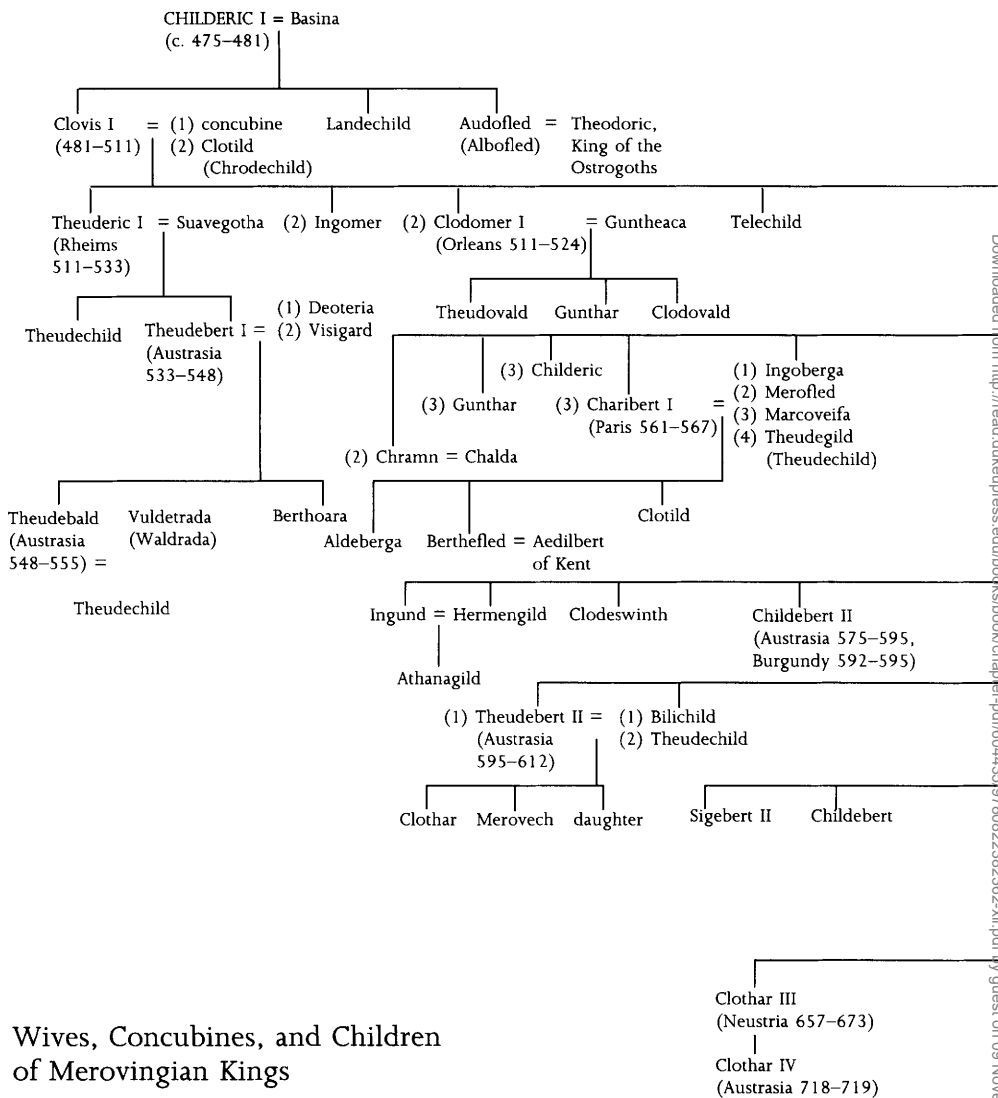 CHILDERIC I = Basina
(c. 475–481)
Clovis I = (1) concubine Landechild Audofled = Theodoric,
(481–511) (2) Clotild (Albofled) King of the
(Chrodechild) Ostrogoths
Theuderic I = Suavegotha (2) Ingomer (2) Clodomer I = Guntheaca Telechild
(Rheims (Orleans 511–524)
511–533)
Theudechild Theudebert I = (1) Deoteria Theudovald Gunthar Clodovald
(Austrasia (2) Visigard
533–548)
(3) Childeric (1) Ingoberga
(3) Gunthar (3) Charibert I = (2) Merofled
(Paris 561–567) (3) Marcoveifa
(2) Chramn = Chalda (4) Theudegild
(Theudechild)
Theudebald Vuldetrada Berthoara Clotild
(Austrasia (Waldrada) Aldeberga Berthefled = Aedilbert
548–555) = of Kent
Theudechild Ingund = Hermengild Clodeswinth Childebert II
(Austrasia 575–595,
Burgundy 592–595)
Athanagild
(1) Theudebert II = (1) Bilichild
(Austrasia (2) Theudechild
595–612)
Clothar Merovech daughter Sigebert II Childebert
Clothar III
(Neustria 657–673)
Clothar IV
(Austrasia 718–719)
Wives, Concubines, and Children
of Merovingian Kings